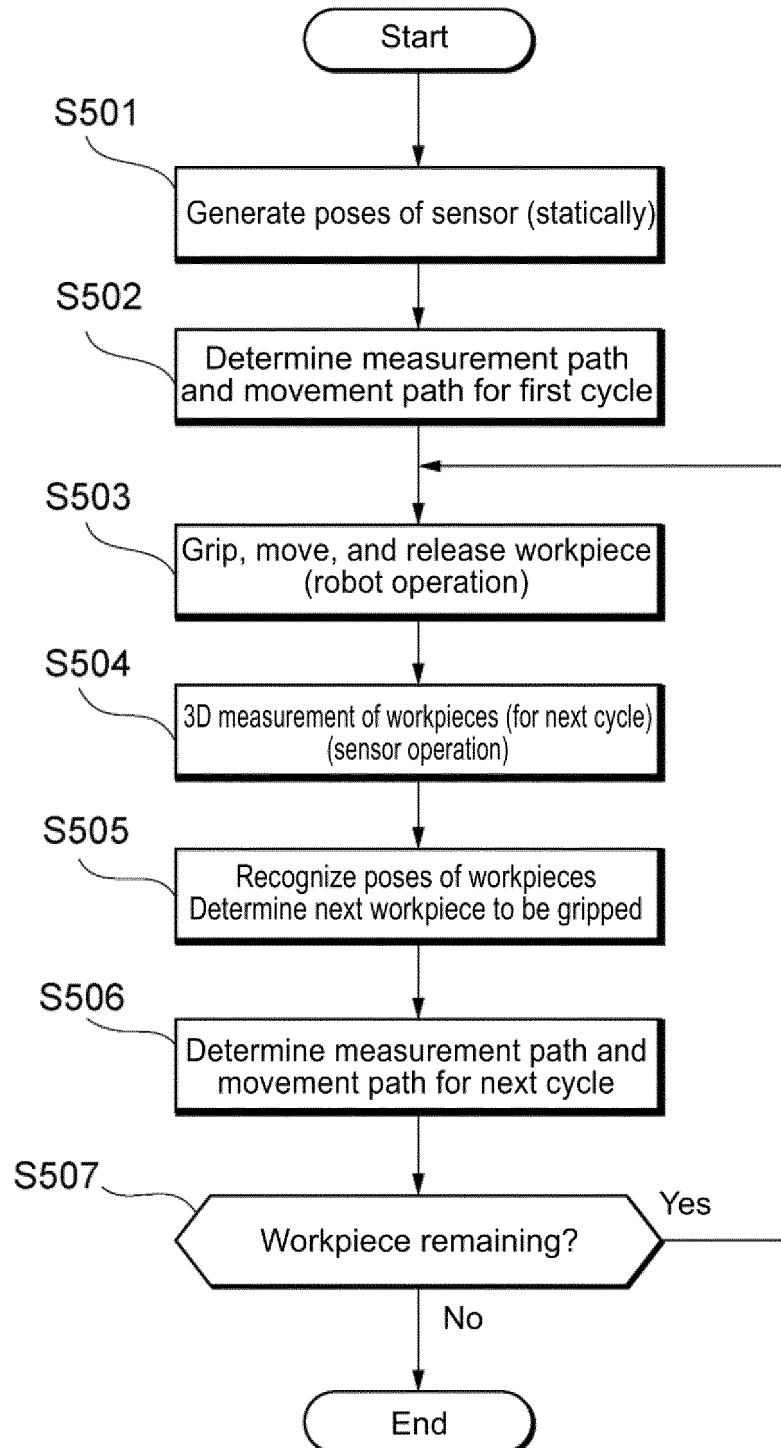 Start
S501
Generate poses of sensor (statically)
S502
Determine measurement path
and movement path for first cycle
S503
Grip, move, and release workpiece
(robot operation)
S504
3D measurement of workpieces (for next cycle)
(sensor operation)
S505
Recognize poses of workpieces
Determine next workpiece to be gripped
S506
Determine measurement path and
movement path for next cycle
S507
Workpiece remaining?
Yes
No
End